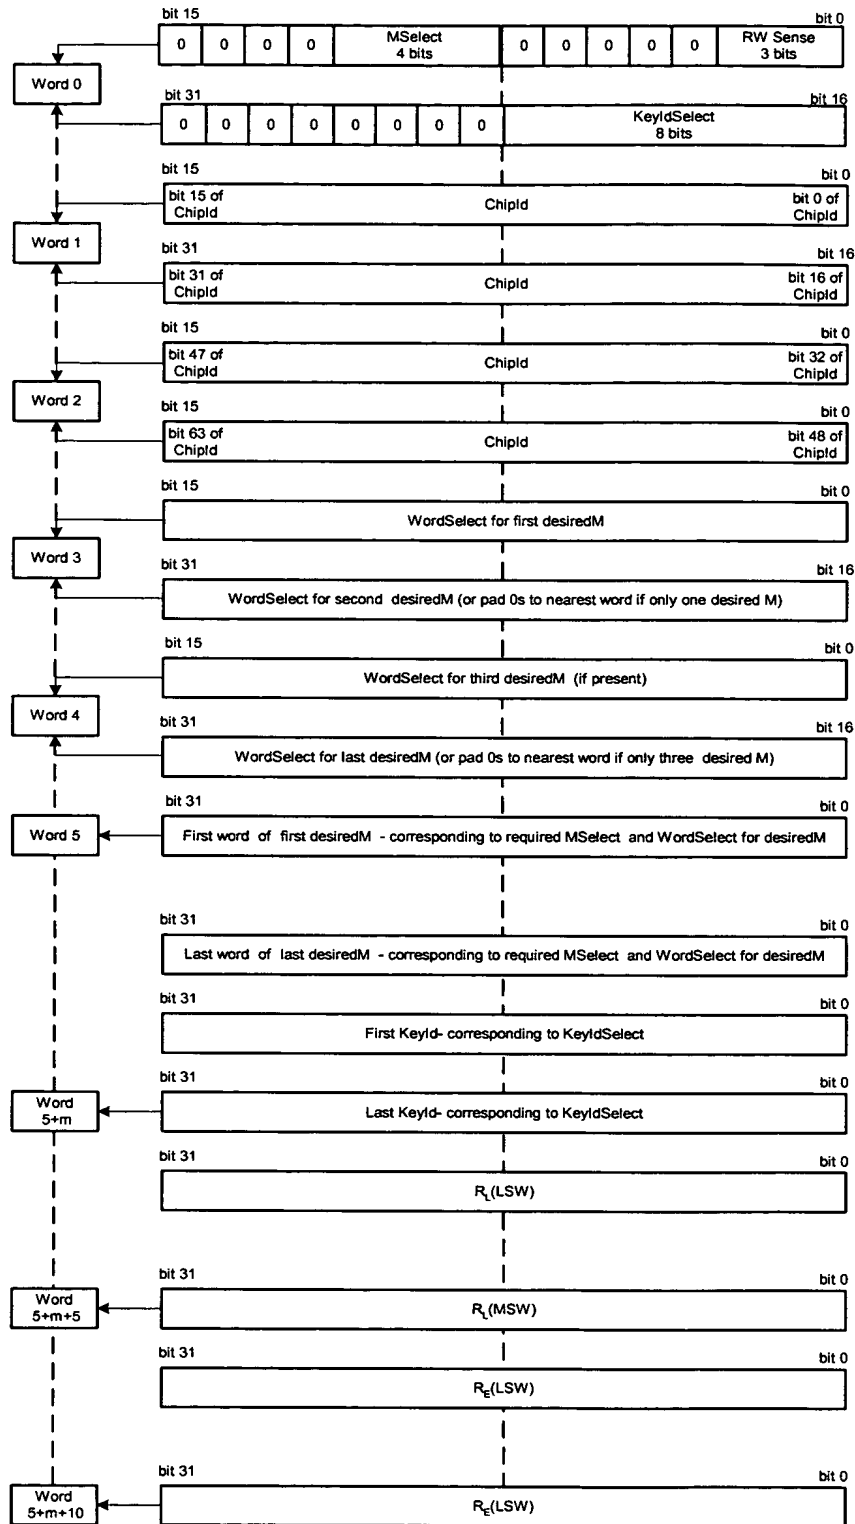 bit 15
bit 0
0 0 0 0 MSelect 4 bits 0 0 0 0 0 RW Sense 3 bits
Word 0
bit 31
bit 16
0 0 0 0 0 0 0 0 KeyIdSelect 8 bits
bit 15
bit 0
bit 15 of ChipId
ChipId
bit 0 of ChipId
Word 1
bit 31
bit 16
bit 31 of ChipId
ChipId
bit 16 of ChipId
bit 15
bit 0
bit 47 of ChipId
ChipId
bit 32 of ChipId
Word 2
bit 15
bit 0
bit 63 of ChipId
ChipId
bit 48 of ChipId
bit 15
bit 0
WordSelect for first desiredM
Word 3
bit 31
bit 16
WordSelect for second desiredM (or pad 0s to nearest word if only one desired M)
bit 15
bit 0
WordSelect for third desiredM (if present)
Word 4
bit 31
bit 16
WordSelect for last desiredM (or pad 0s to nearest word if only three desired M)
bit 31
bit 0
Word 5
First word of first desiredM - corresponding to required MSelect and WordSelect for desiredM
bit 31
bit 0
Last word of last desiredM - corresponding to required MSelect and WordSelect for desiredM
bit 31
bit 0
First KeyId- corresponding to KeyIdSelect
bit 31
bit 0
Word 5+m
Last KeyId- corresponding to KeyIdSelect
bit 31
bit 0
RL(LSW)
bit 31
bit 0
Word 5+m+5
RL(MSW)
bit 31
bit 0
RE(LSW)
bit 31
bit 0
Word 5+m+10
RE(LSW)